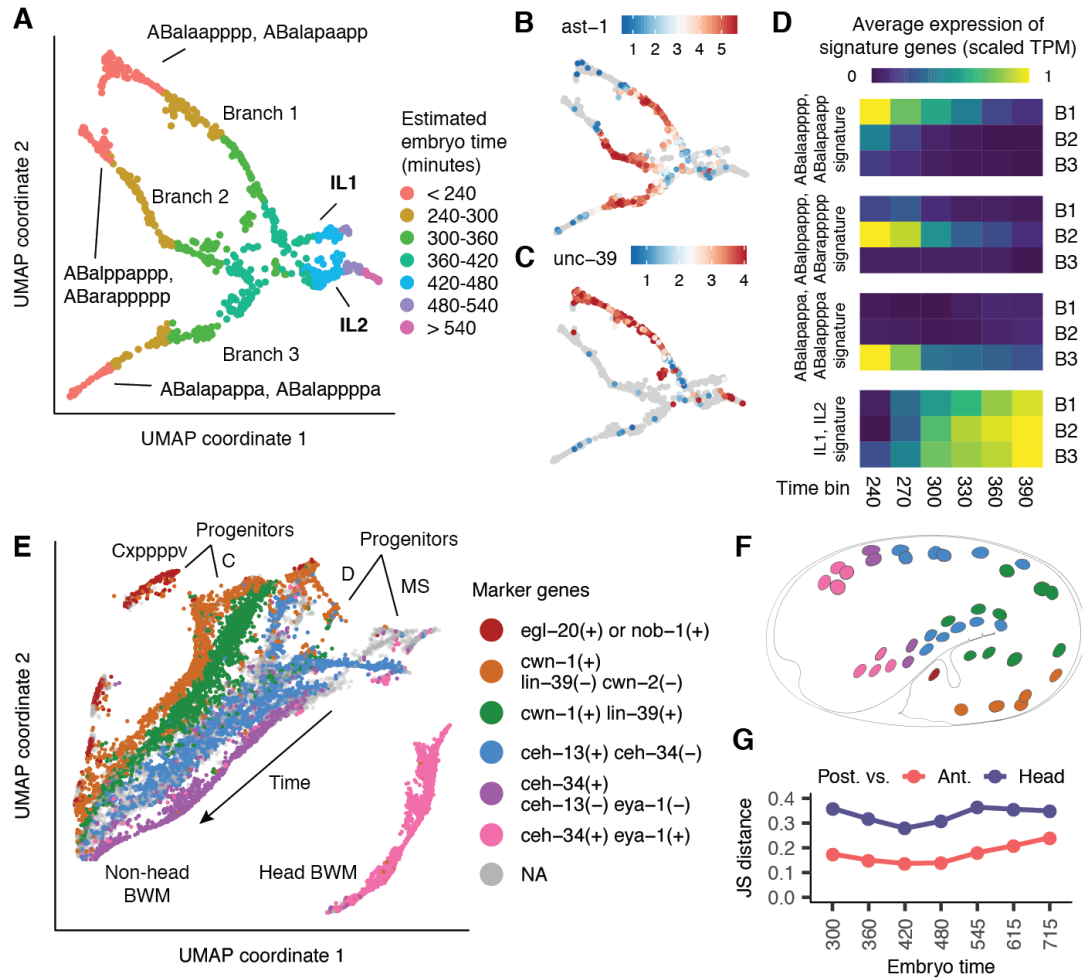 A
ABalaapppp, ABalapaapp
Branch 1
Branch 2
ABalppappp,
ABarappppp
Branch 3
ABalapappa, ABalappppa
IL1
IL2
UMAP coordinate 2
UMAP coordinate 1
Estimated
embryo time
(minutes)
< 240
240-300
300-360
360-420
420-480
480-540
> 540
B
ast-1
1 2 3 4 5
C
unc-39
1 2 3 4
D
Average expression of
signature genes (scaled TPM)
0 1
ABalaapppp,
ABalapaapp
signature
B1
B2
B3
ABalppappp,
ABarappppp
signature
B1
B2
B3
ABalapappa,
ABalappppa
signature
B1
B2
B3
IL1, IL2
signature
B1
B2
B3
Time bin
240 270 300 330 360 390
E
Cxppppv
Progenitors
C
Progenitors
D
MS
Time
Non-head
BWM
Head BWM
UMAP coordinate 2
UMAP coordinate 1
Marker genes
egl-20(+) or nob-1(+)
cwn-1(+)
lin-39(-) cwn-2(-)
cwn-1(+) lin-39(+)
ceh-13(+) ceh-34(-)
ceh-34(+)
ceh-13(-) eya-1(-)
ceh-34(+) eya-1(+)
NA
F
G
Post. vs. Ant. Head
JS distance
0.4
0.3
0.2
0.1
0.0
300 360 420 480 545 615 715
Embryo time